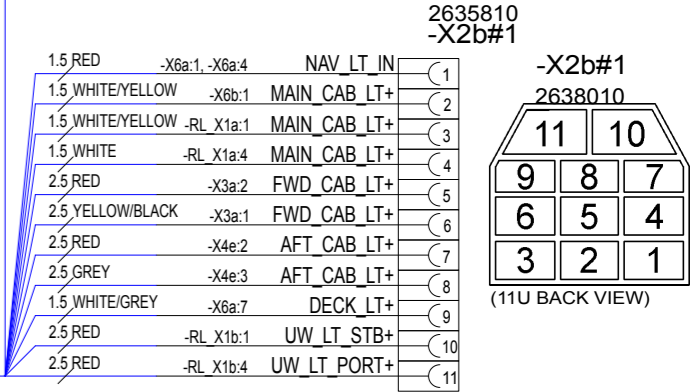 2635810
-X2b#1
1.5 RED -X6a:1, -X6a:4 NAV_LT_IN 1
1.5 WHITE/YELLOW -X6b:1 MAIN_CAB_LT+ 2
1.5 WHITE/YELLOW -RL_X1a:1 MAIN_CAB_LT+ 3
1.5 WHITE -RL_X1a:4 MAIN_CAB_LT+ 4
2.5 RED -X3a:2 FWD_CAB_LT+ 5
2.5 YELLOW/BLACK -X3a:1 FWD_CAB_LT+ 6
2.5 RED -X4e:2 AFT_CAB_LT+ 7
2.5 GREY -X4e:3 AFT_CAB_LT+ 8
1.5 WHITE/GREY -X6a:7 DECK_LT+ 9
2.5 RED -RL_X1b:1 UW_LT_STB+ 10
2.5 RED -RL_X1b:4 UW_LT_PORT+ 11
-X2b#1
2638010
11 10
9 8 7
6 5 4
3 2 1
(11U BACK VIEW)